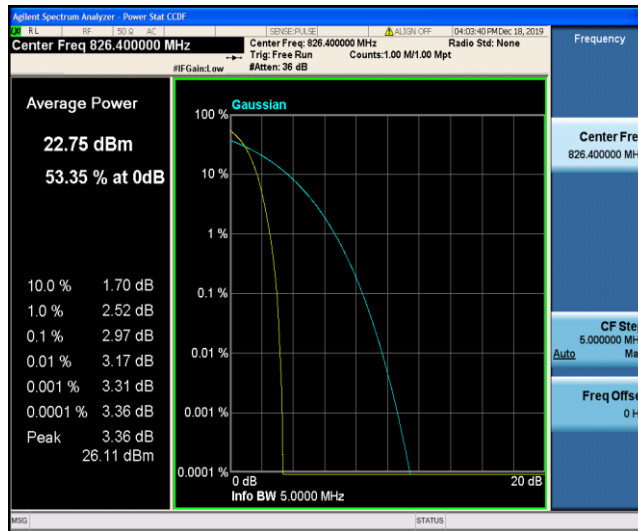 Agilent Spectrum Analyzer - Power Stat CCDF
RL RF 50 Ω AC SENSE:PULSE ALIGN OFF 04:03:40 PM Dec 18, 2019
Center Freq 826.400000 MHz
Center Freq: 826.400000 MHz Radio Std: None
Trig: Free Run Counts:1.00 M/1.00 Mpt
#IFGain:Low #Atten: 36 dB
Frequency
Average Power
22.75 dBm
53.35 % at 0dB
10.0 % 1.70 dB
1.0 % 2.52 dB
0.1 % 2.97 dB
0.01 % 3.17 dB
0.001 % 3.31 dB
0.0001 % 3.36 dB
Peak 3.36 dB
26.11 dBm
Gaussian
100 %
10 %
1 %
0.1 %
0.01 %
0.001 %
0.0001 %
0 dB 20 dB
Info BW 5.0000 MHz
Center Fre
826.400000 MH
CF Ste
5.000000 MH
Auto Ma
Freq Offse
0 H
MSG STATUS